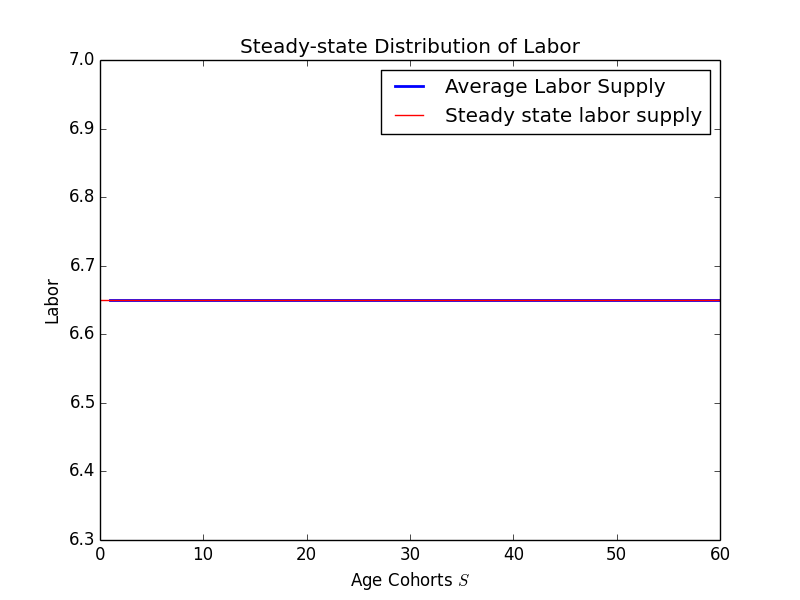 Steady-state Distribution of Labor
7.0
Average Labor Supply
Steady state labor supply
6.9
6.8
6.7
6.6
6.5
6.4
6.3
Labor
0 10 20 30 40 50 60
Age Cohorts S